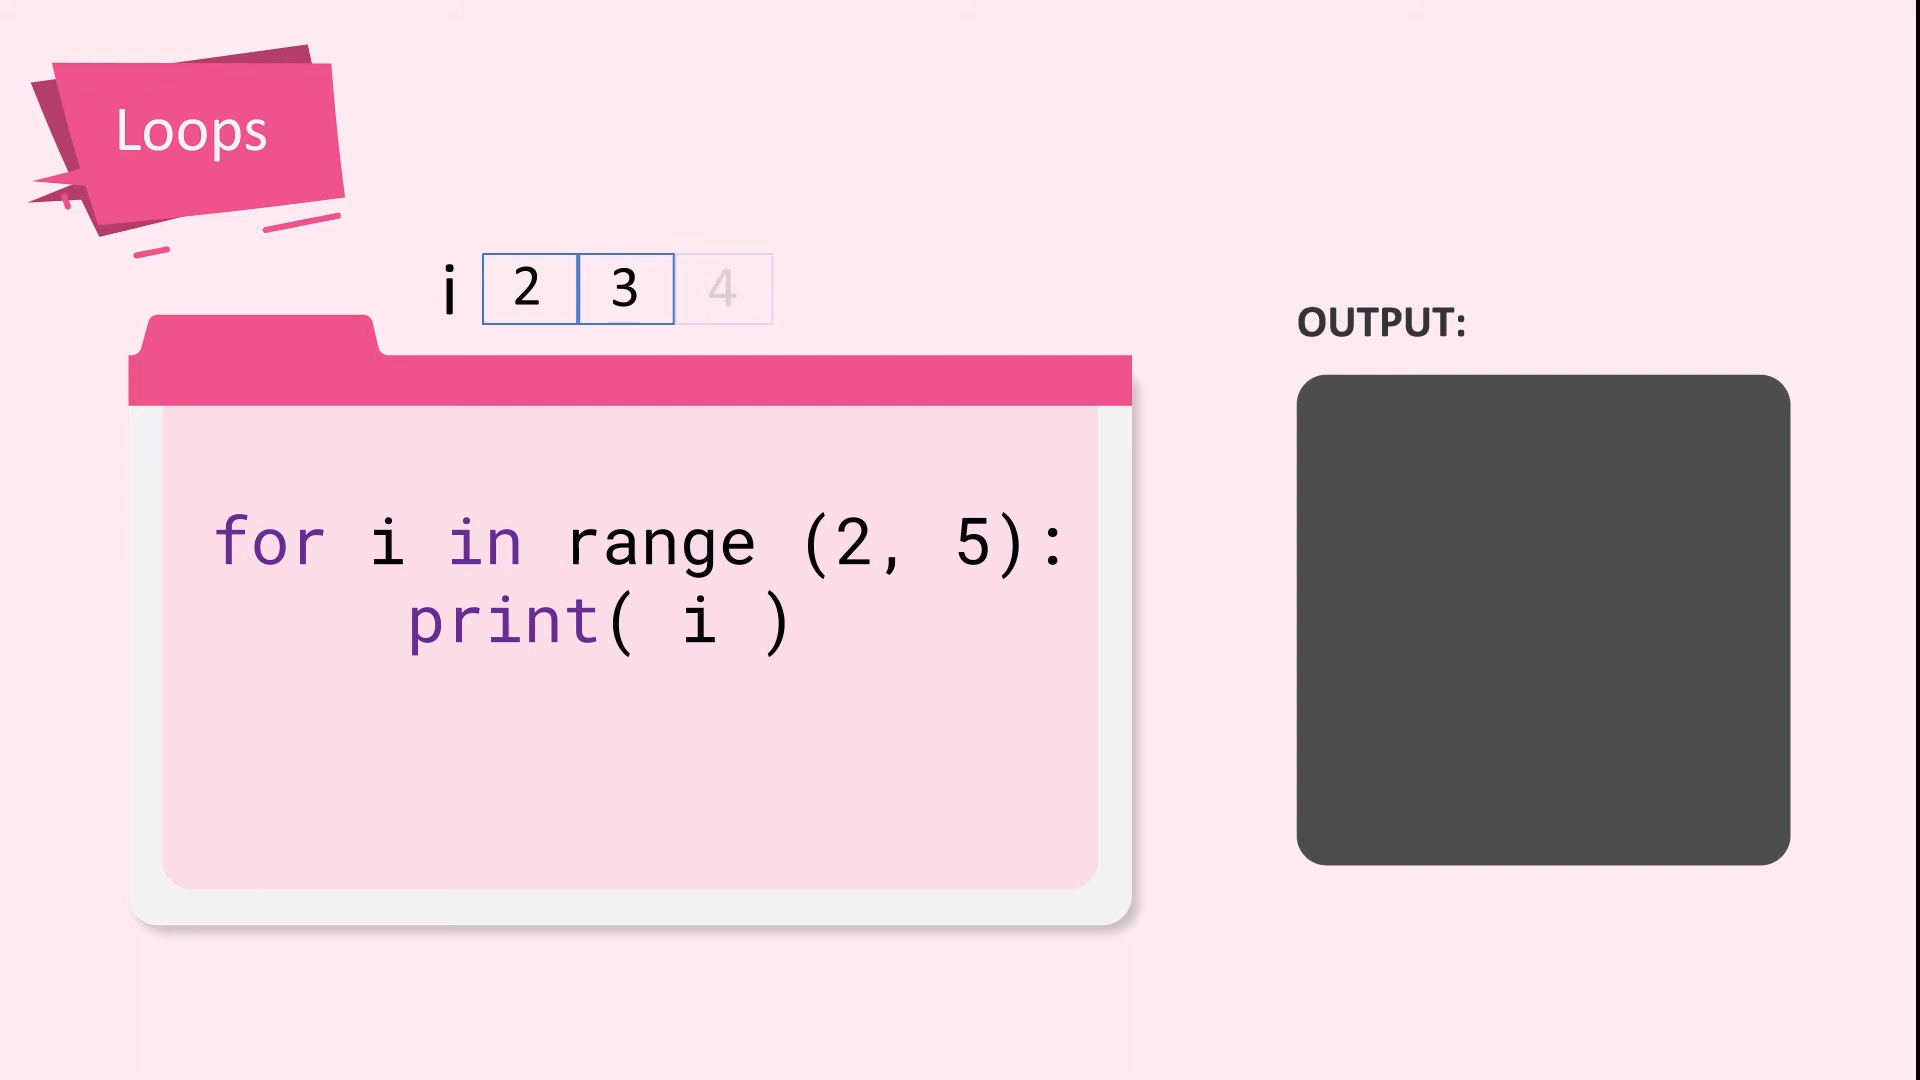 Loops
i 2 3 4
OUTPUT:
for i in range (2, 5):
print( i )